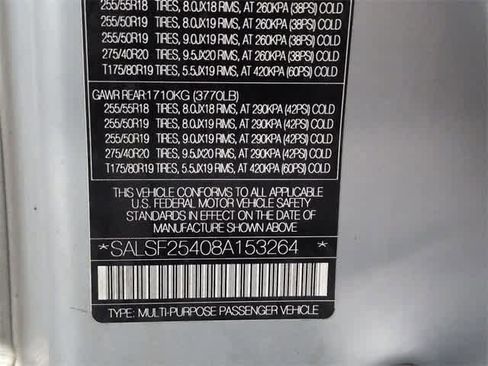 255/55R18 TIRES, 8.0JX18 RIMS, AT 260KPA (38PSI) COLD
255/50R19 TIRES, 8.0JX19 RIMS, AT 260KPA (38PSI) COLD
255/50R19 TIRES, 9.0JX19 RIMS, AT 260KPA (38PSI) COLD
275/40R20 TIRES, 9.5JX20 RIMS, AT 260KPA (38PSI) COLD
T175/80R19 TIRES, 5.5JX19 RIMS, AT 420KPA (60PSI) COLD
GAWR REAR:1710KG (3770LB)
255/55R18 TIRES, 8.0JX18 RIMS, AT 290KPA (42PSI) COLD
255/50R19 TIRES, 8.0JX19 RIMS, AT 290KPA (42PSI) COLD
255/50R19 TIRES, 9.0JX19 RIMS, AT 290KPA (42PSI) COLD
275/40R20 TIRES, 9.5JX20 RIMS, AT 290KPA (42PSI) COLD
T175/80R19 TIRES, 5.5JX19 RIMS, AT 420KPA (60PSI) COLD
THIS VEHICLE CONFORMS TO ALL APPLICABLE
U.S. FEDERAL MOTOR VEHICLE SAFETY
STANDARDS IN EFFECT ON THE DATE OF
MANUFACTURE SHOWN ABOVE.
*SALSF25408A153264 *
TYPE: MULTI-PURPOSE PASSENGER VEHICLE